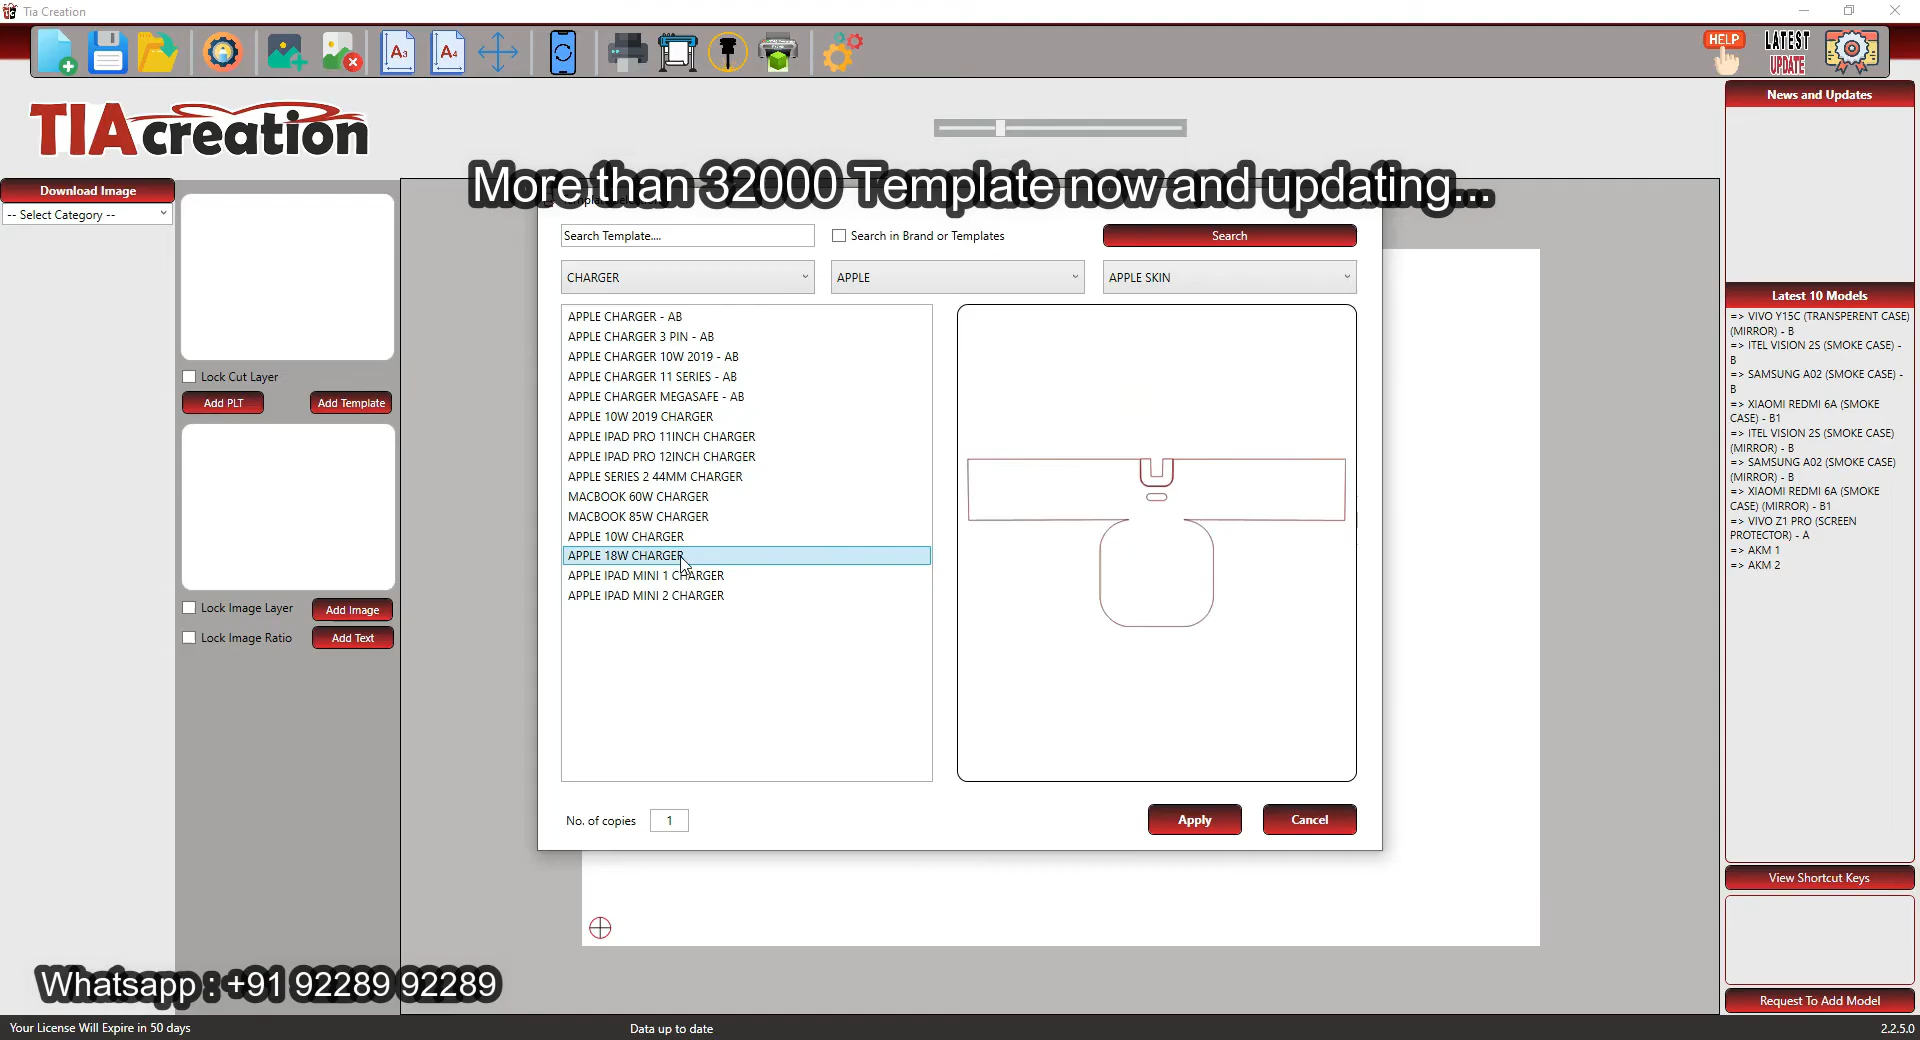 Tia Creation
A3
A4
HELP
LATEST
UPDATE
TIAcreation
More than 32000 Template now and updating...
Download Image
-- Select Category --
Search Template....
Search in Brand or Templates
Search
CHARGER
APPLE
APPLE SKIN
APPLE CHARGER - AB
APPLE CHARGER 3 PIN - AB
APPLE CHARGER 10W 2019 - AB
APPLE CHARGER 11 SERIES - AB
APPLE CHARGER MEGASAFE - AB
APPLE 10W 2019 CHARGER
APPLE IPAD PRO 11INCH CHARGER
APPLE IPAD PRO 12INCH CHARGER
APPLE SERIES 2 44MM CHARGER
MACBOOK 60W CHARGER
MACBOOK 85W CHARGER
APPLE 10W CHARGER
APPLE 18W CHARGER
APPLE IPAD MINI 1 CHARGER
APPLE IPAD MINI 2 CHARGER
No. of copies
1
Apply
Cancel
Lock Cut Layer
Add PLT
Add Template
Lock Image Layer
Add Image
Lock Image Ratio
Add Text
News and Updates
Latest 10 Models
=> VIVO Y15C (TRANSPERENT CASE)
(MIRROR) - B
=> ITEL VISION 2S (SMOKE CASE) -
B
=> SAMSUNG A02 (SMOKE CASE) -
B
=> XIAOMI REDMI 6A (SMOKE
CASE) - B1
=> ITEL VISION 2S (SMOKE CASE)
(MIRROR) - B
=> SAMSUNG A02 (SMOKE CASE)
(MIRROR) - B
=> XIAOMI REDMI 6A (SMOKE
CASE) (MIRROR) - B1
=> VIVO Z1 PRO (SCREEN
PROTECTOR) - A
=> AKM 1
=> AKM 2
View Shortcut Keys
Request To Add Model
Whatsapp : +91 92289 92289
Your License Will Expire in 50 days
Data up to date
2.2.5.0